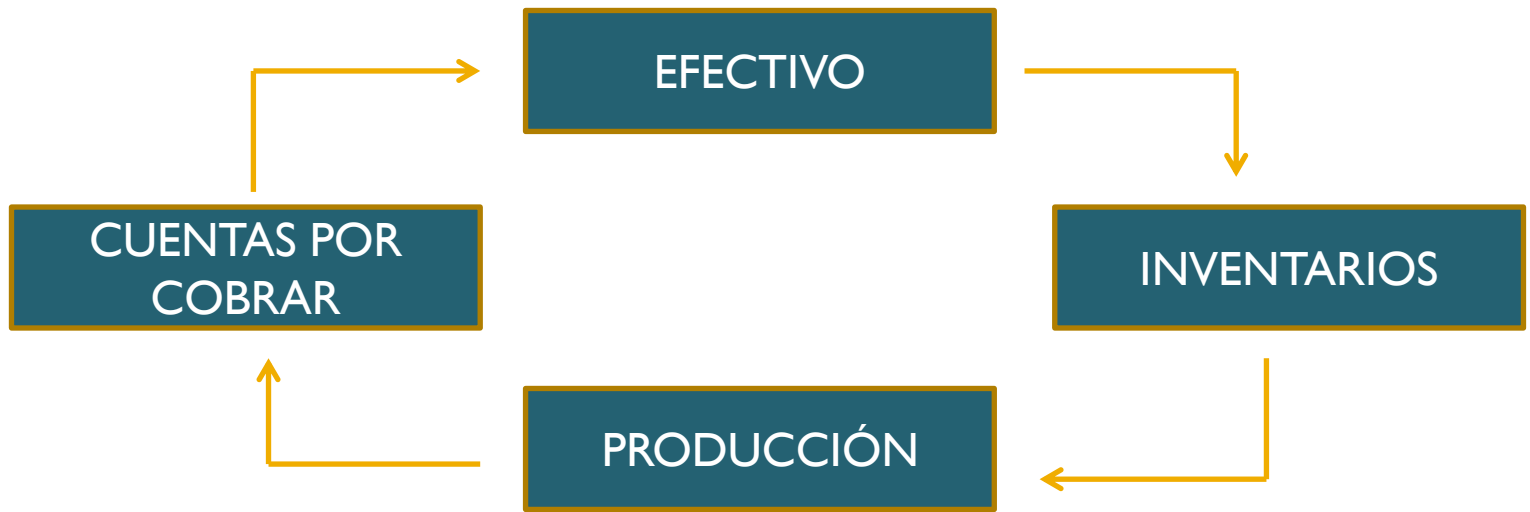 EFECTIVO
CUENTAS POR
COBRAR
INVENTARIOS
PRODUCCIÓN